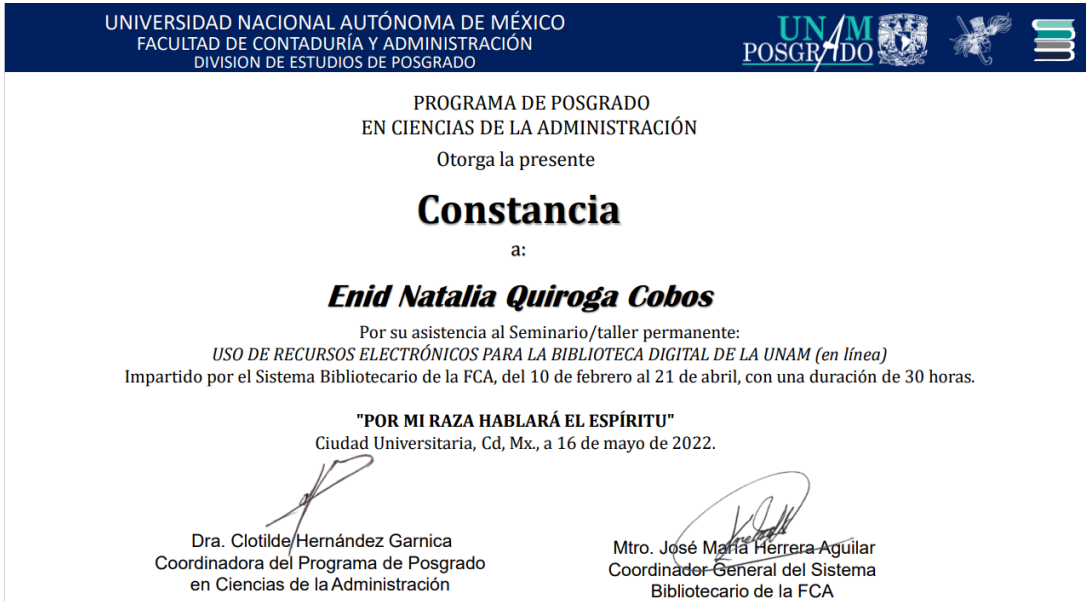 UNIVERSIDAD NACIONAL AUTÓNOMA DE MÉXICO
FACULTAD DE CONTADURÍA Y ADMINISTRACIÓN
DIVISION DE ESTUDIOS DE POSGRADO
UNAM
POSGRADO
PROGRAMA DE POSGRADO
EN CIENCIAS DE LA ADMINISTRACIÓN
Otorga la presente
Constancia
a:
Enid Natalia Quiroga Cobos
Por su asistencia al Seminario/taller permanente:
USO DE RECURSOS ELECTRÓNICOS PARA LA BIBLIOTECA DIGITAL DE LA UNAM (en línea)
Impartido por el Sistema Bibliotecario de la FCA, del 10 de febrero al 21 de abril, con una duración de 30 horas.
"POR MI RAZA HABLARÁ EL ESPÍRITU"
Ciudad Universitaria, Cd, Mx., a 16 de mayo de 2022.
Dra. Clotilde Hernández Garnica
Coordinadora del Programa de Posgrado
en Ciencias de la Administración
Mtro. José María Herrera Aguilar
Coordinador General del Sistema
Bibliotecario de la FCA